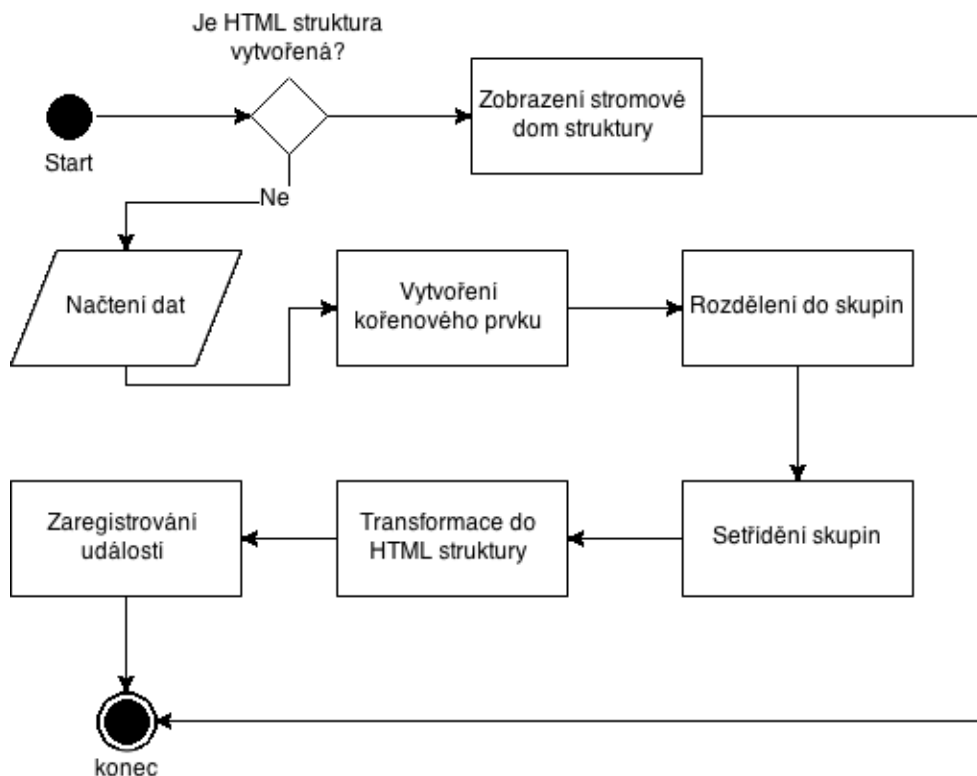 Je HTML struktura
vytvořená?
Zobrazení stromové
dom struktury
Start
Ne
Načtení dat
Vytvoření
kořenového prvku
Rozdělení do skupin
Zaregistrování
události
Transformace do
HTML struktury
Setřídění skupin
konec